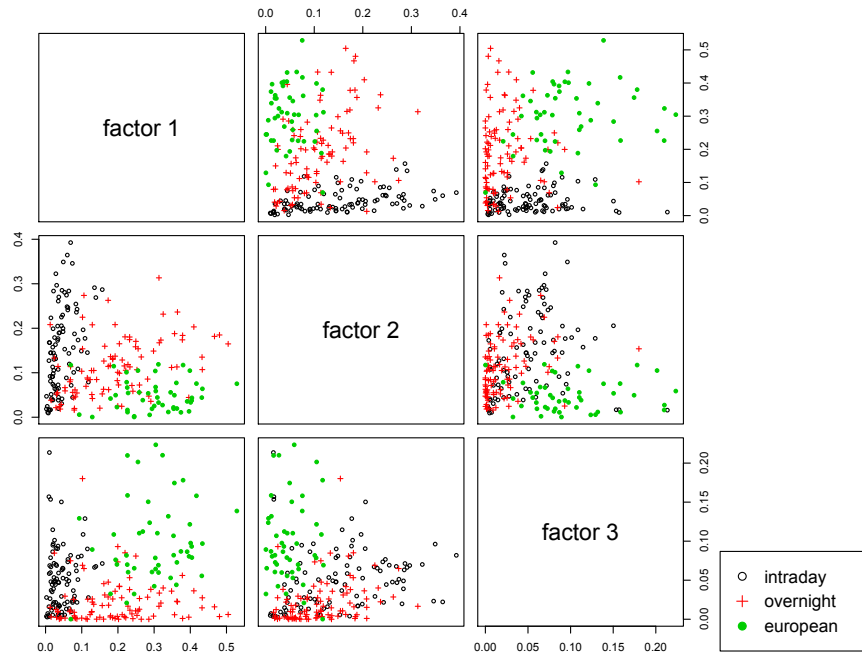 0.0 0.1 0.2 0.3 0.4
factor 1
0.0 0.1 0.2 0.3 0.4 0.5
0.0 0.1 0.2 0.3 0.4
factor 2
factor 3
0.00 0.05 0.10 0.15 0.20
intraday
overnight
european
0.0 0.1 0.2 0.3 0.4 0.5
0.00 0.05 0.10 0.15 0.20